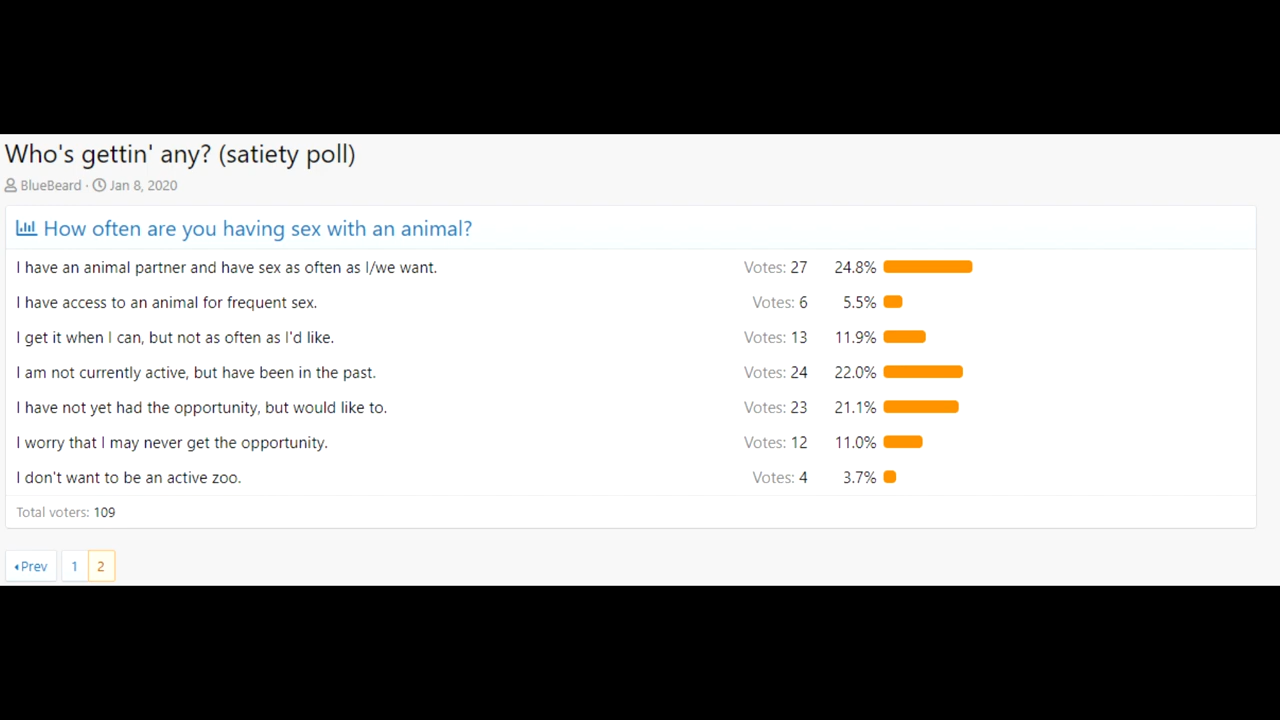 Who's gettin' any? (satiety poll)
BlueBeard · Jan 8, 2020
How often are you having sex with an animal?
I have an animal partner and have sex as often as I/we want. Votes: 27 24.8%
I have access to an animal for frequent sex. Votes: 6 5.5%
I get it when I can, but not as often as I'd like. Votes: 13 11.9%
I am not currently active, but have been in the past. Votes: 24 22.0%
I have not yet had the opportunity, but would like to. Votes: 23 21.1%
I worry that I may never get the opportunity. Votes: 12 11.0%
I don't want to be an active zoo. Votes: 4 3.7%
Total voters: 109
Prev 1 2